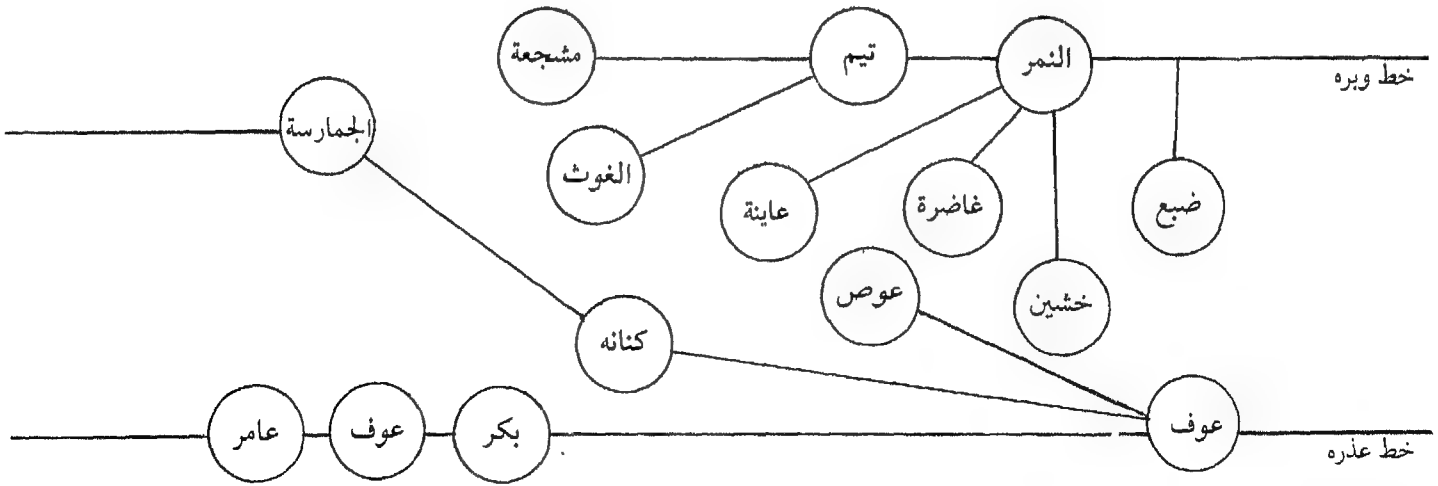 النمر
تيم
مشجعة
خط وبره
الجمارسة
الغوث
ضبع
غاضرة
عاينة
خشين
عوص
كنانه
عوف
بكر
عوف
عامر
خط عذره